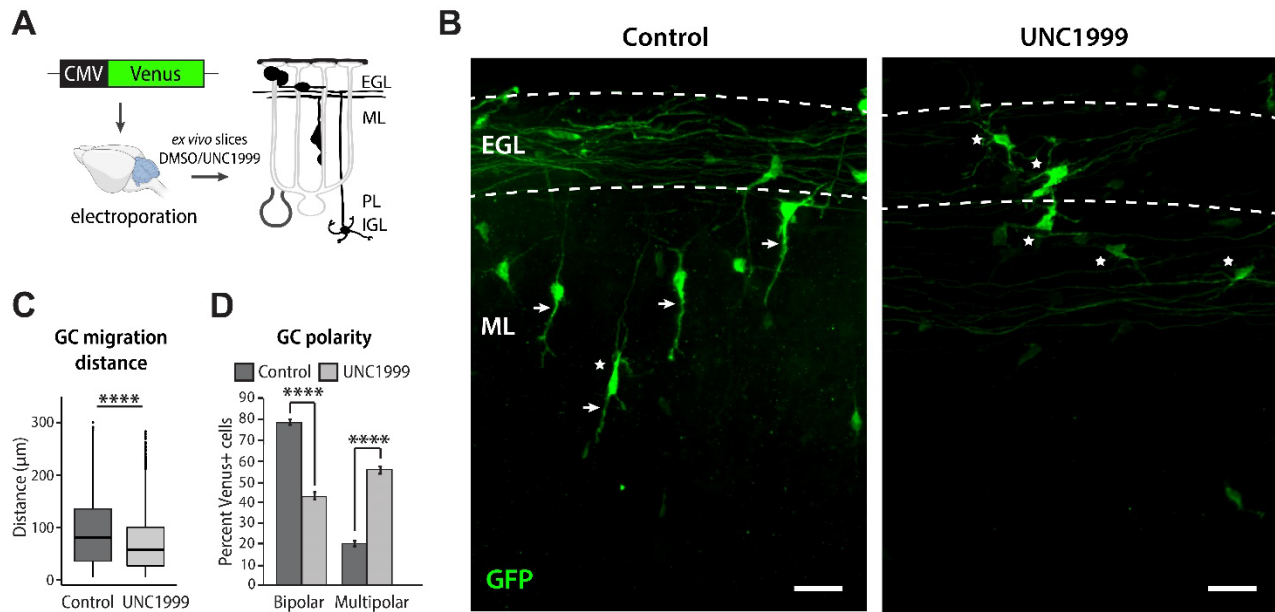 A
CMV Venus
EGL
ML
ex vivo slices
DMSO/UNC1999
electroporation
PL
IGL
B
Control UNC1999
EGL
ML
GFP
C
GC migration
distance
****
Distance (µm)
300
200
100
0
Control UNC1999
D
GC polarity
Control UNC1999
****
****
Percent Venus+ cells
90
80
70
60
50
40
30
20
10
0
Bipolar Multipolar